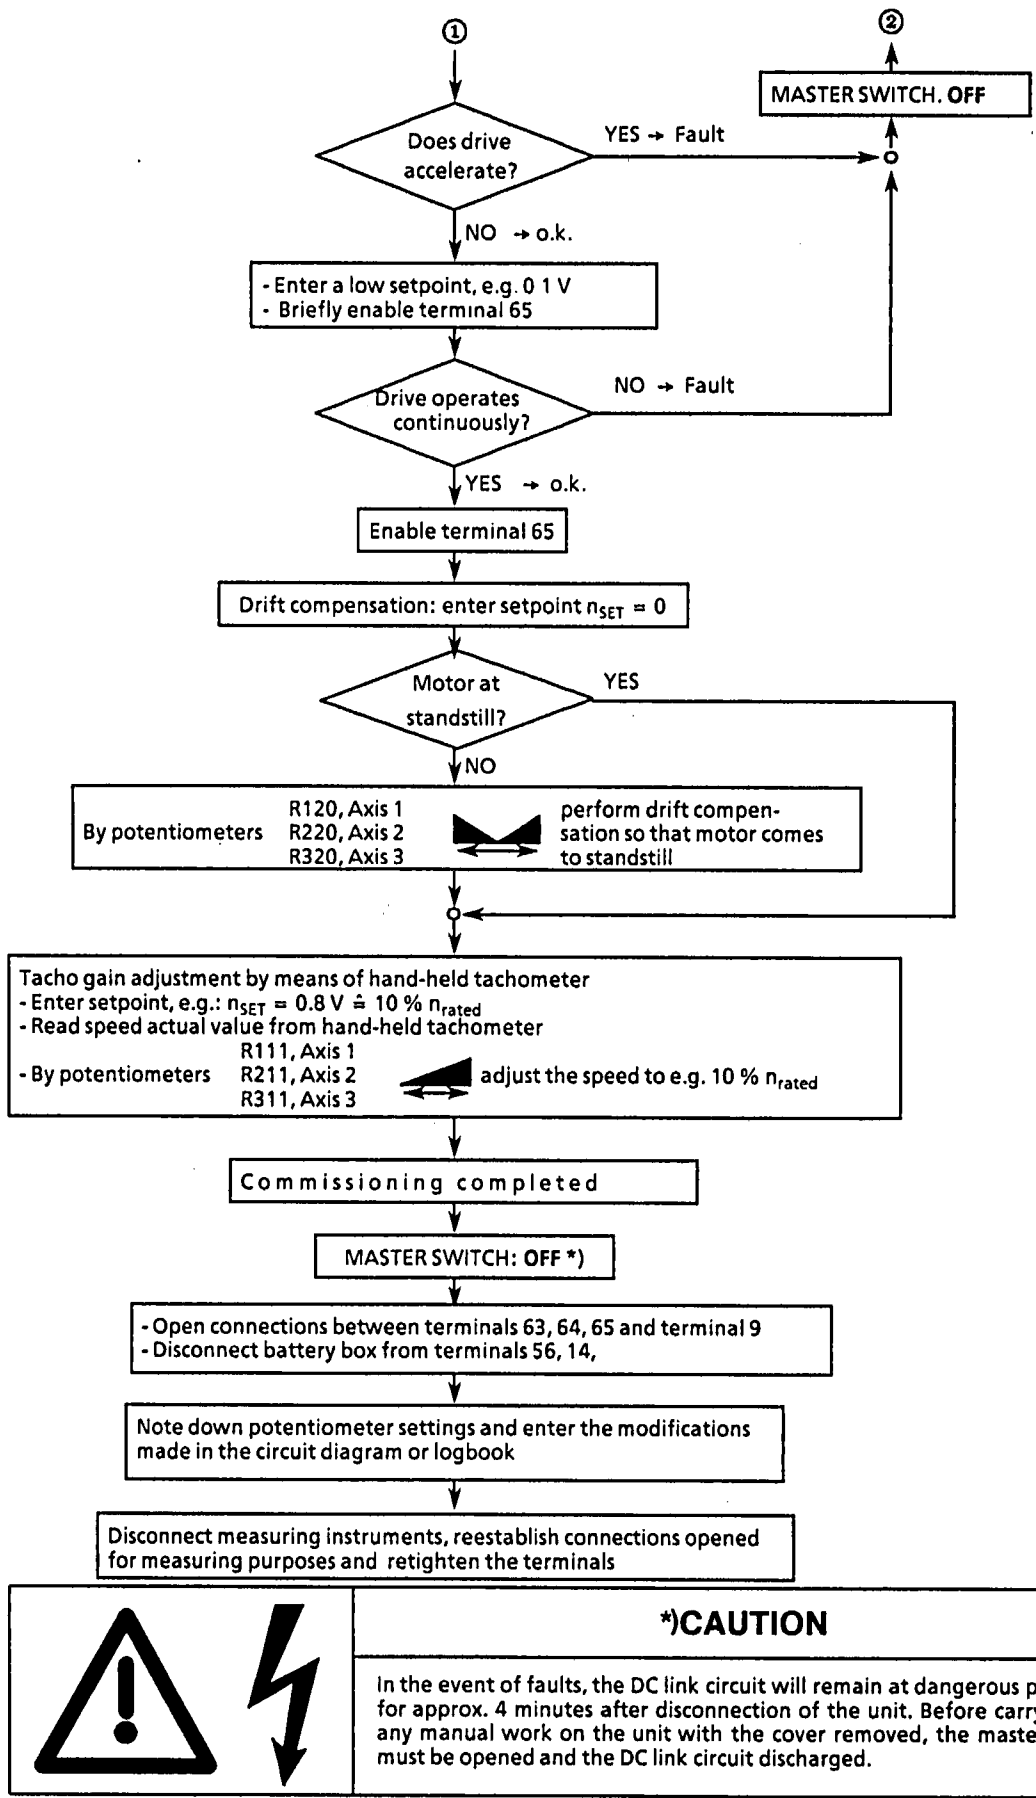 ①
②
MASTER SWITCH. OFF
Does drive
accelerate?
YES → Fault
NO → o.k.
- Enter a low setpoint, e.g. 0 1 V
- Briefly enable terminal 65
Drive operates
continuously?
NO → Fault
YES → o.k.
Enable terminal 65
Drift compensation: enter setpoint nSET = 0
Motor at
standstill?
YES
NO
By potentiometers
R120, Axis 1
R220, Axis 2
R320, Axis 3
perform drift compen-
sation so that motor comes
to standstill
Tacho gain adjustment by means of hand-held tachometer
- Enter setpoint, e.g.: nSET = 0.8 V ≙ 10 % nrated
- Read speed actual value from hand-held tachometer
- By potentiometers
R111, Axis 1
R211, Axis 2
R311, Axis 3
adjust the speed to e.g. 10 % nrated
Commissioning completed
MASTER SWITCH: OFF *)
- Open connections between terminals 63, 64, 65 and terminal 9
- Disconnect battery box from terminals 56, 14,
Note down potentiometer settings and enter the modifications
made in the circuit diagram or logbook
Disconnect measuring instruments, reestablish connections opened
for measuring purposes and retighten the terminals
*)CAUTION
In the event of faults, the DC link circuit will remain at dangerous p
for approx. 4 minutes after disconnection of the unit. Before carry
any manual work on the unit with the cover removed, the master
must be opened and the DC link circuit discharged.